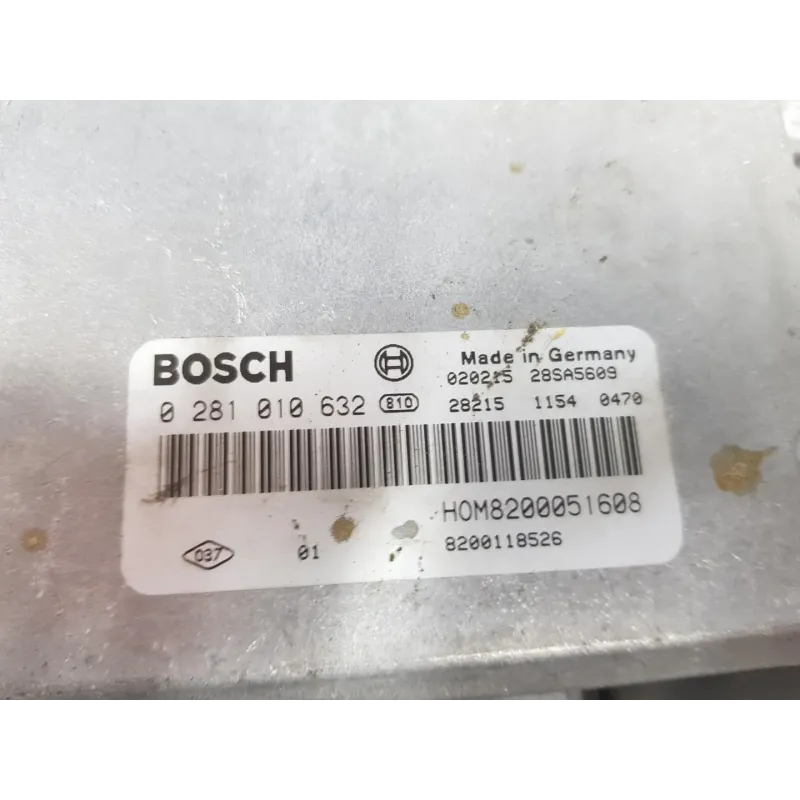 BOSCH
Made in Germany
020215 28SA5609
0 281 010 632 810
28215 1154 0470
HOM8200051608
037 01
8200118526